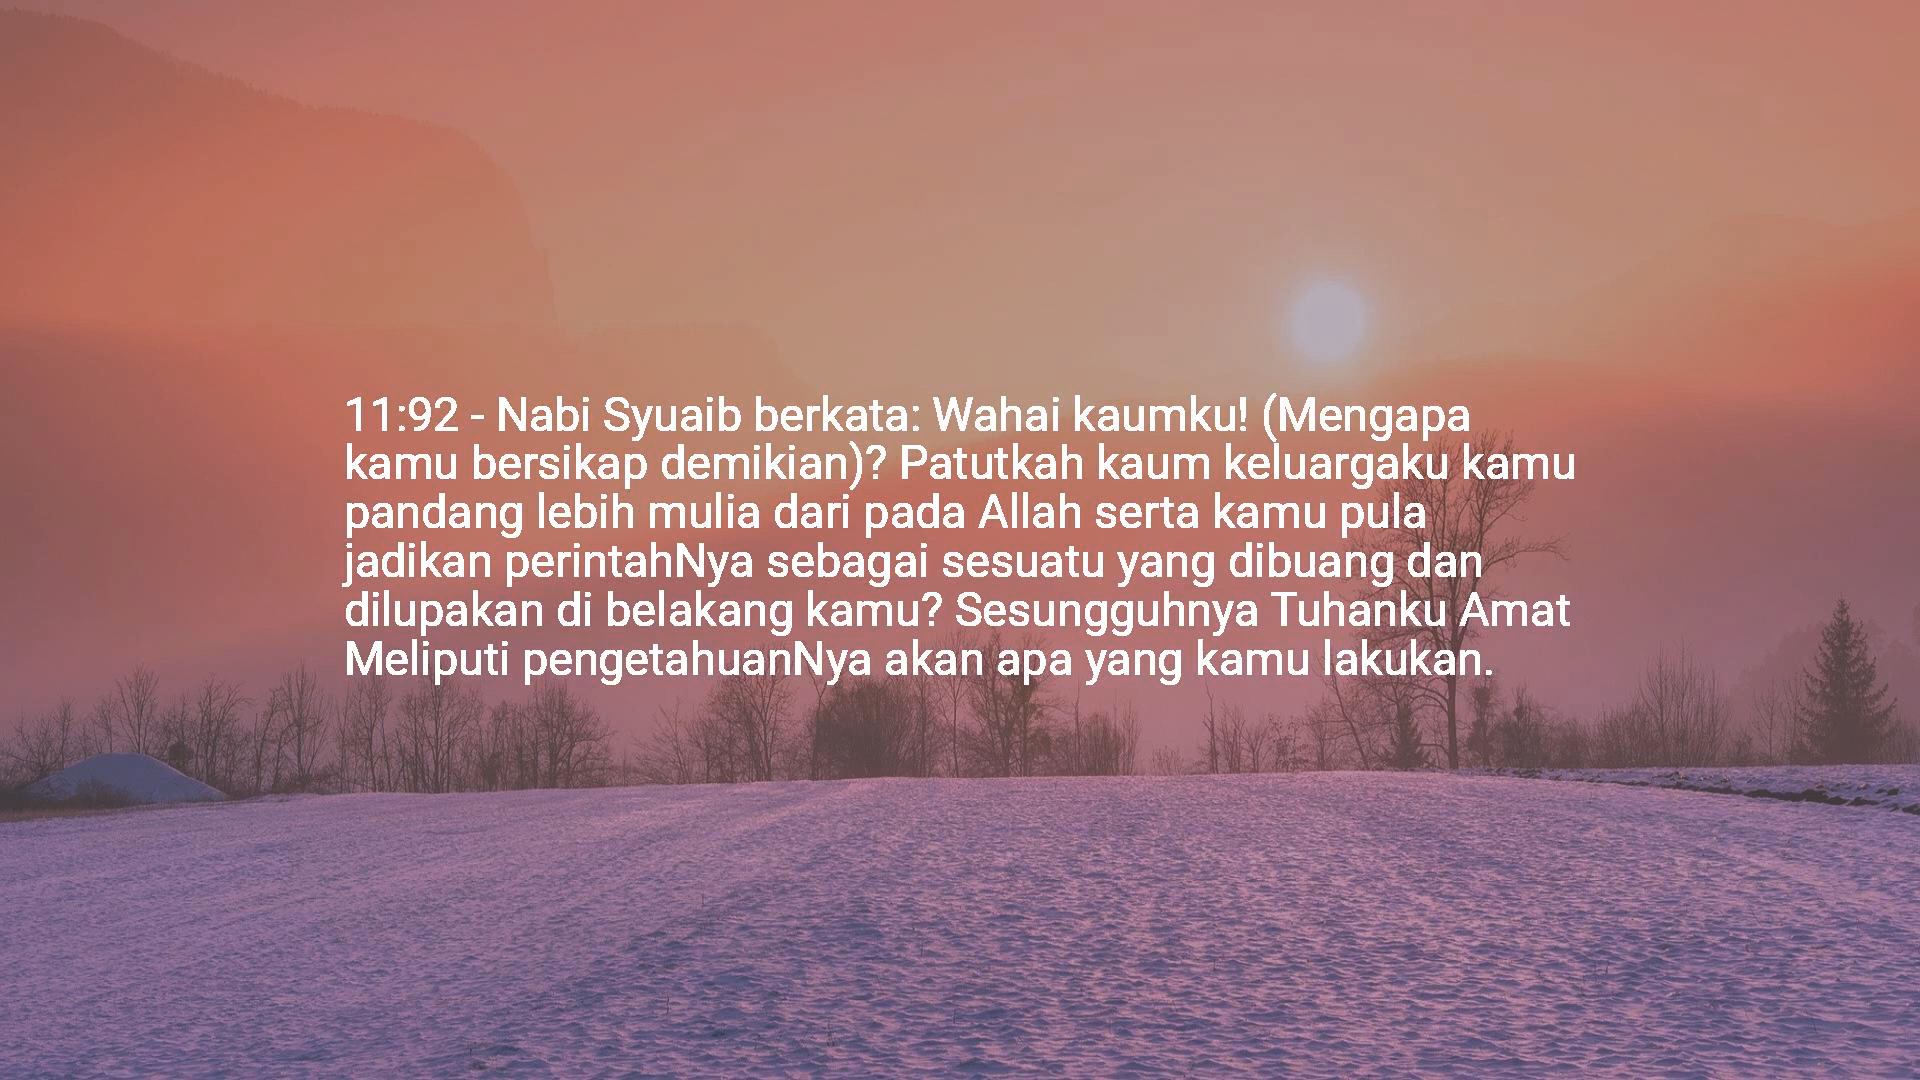 11:92 - Nabi Syuaib berkata: Wahai kaumku! (Mengapa
kamu bersikap demikian)? Patutkah kaum keluargaku kamu
pandang lebih mulia dari pada Allah serta kamu pula
jadikan perintahNya sebagai sesuatu yang dibuang dan
dilupakan di belakang kamu? Sesungguhnya Tuhanku Amat
Meliputi pengetahuanNya akan apa yang kamu lakukan.